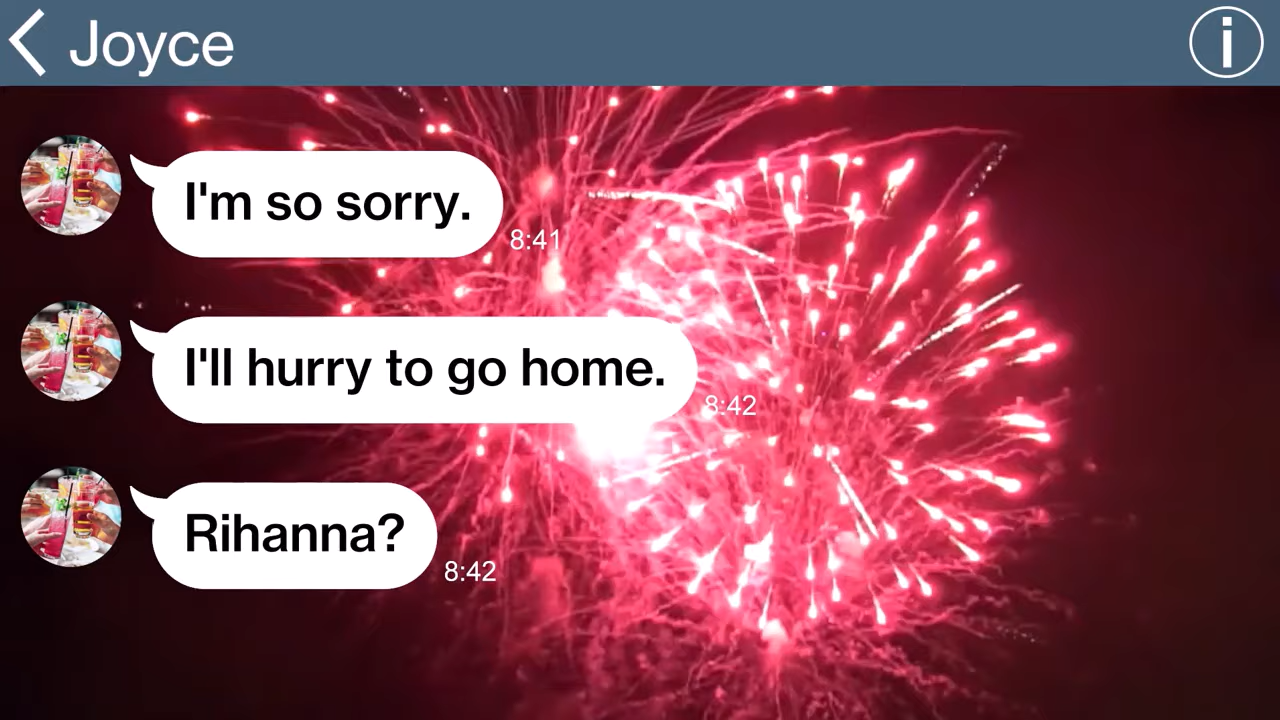 Joyce
I'm so sorry.
8:41
I'll hurry to go home.
8:42
Rihanna?
8:42